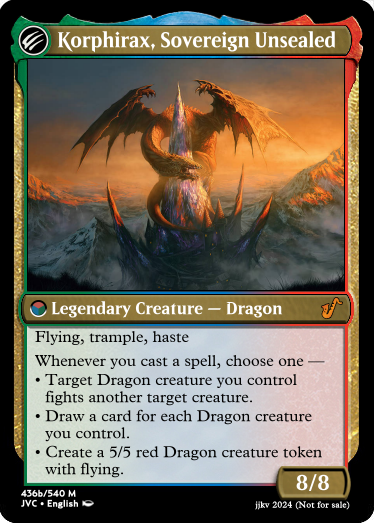 Korphirax, Sovereign Unsealed
Legendary Creature — Dragon
Flying, trample, haste
Whenever you cast a spell, choose one —
• Target Dragon creature you control
fights another target creature.
• Draw a card for each Dragon creature
you control.
• Create a 5/5 red Dragon creature token
with flying.
8/8
436b/540 M
JVC • English
jjkv 2024 (Not for sale)